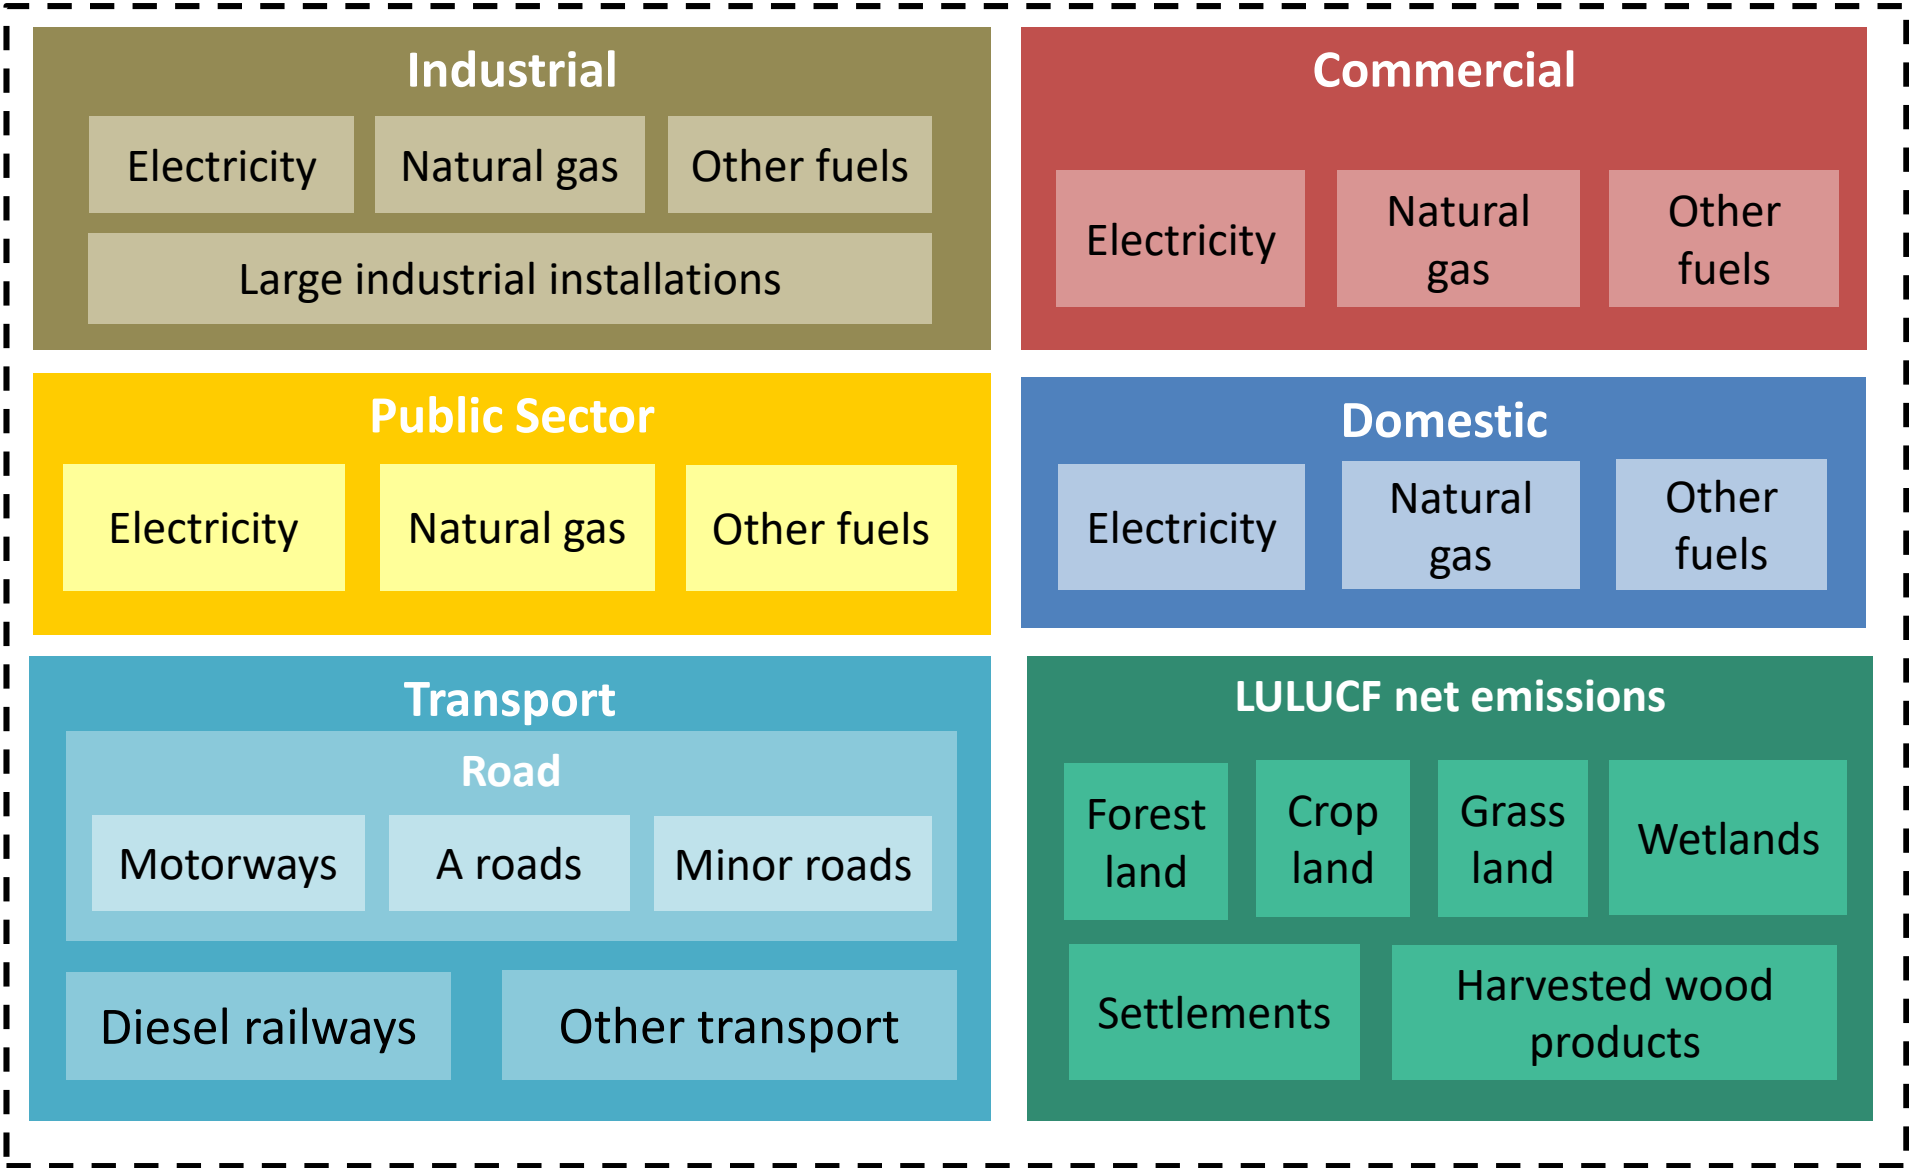 Industrial
Electricity
Natural gas
Other fuels
Large industrial installations
Commercial
Electricity
Natural
gas
Other
fuels
Public Sector
Electricity
Natural gas
Other fuels
Domestic
Electricity
Natural
gas
Other
fuels
Transport
Road
Motorways
A roads
Minor roads
Diesel railways
Other transport
LULUCF net emissions
Forest
land
Crop
land
Grass
land
Wetlands
Settlements
Harvested wood
products